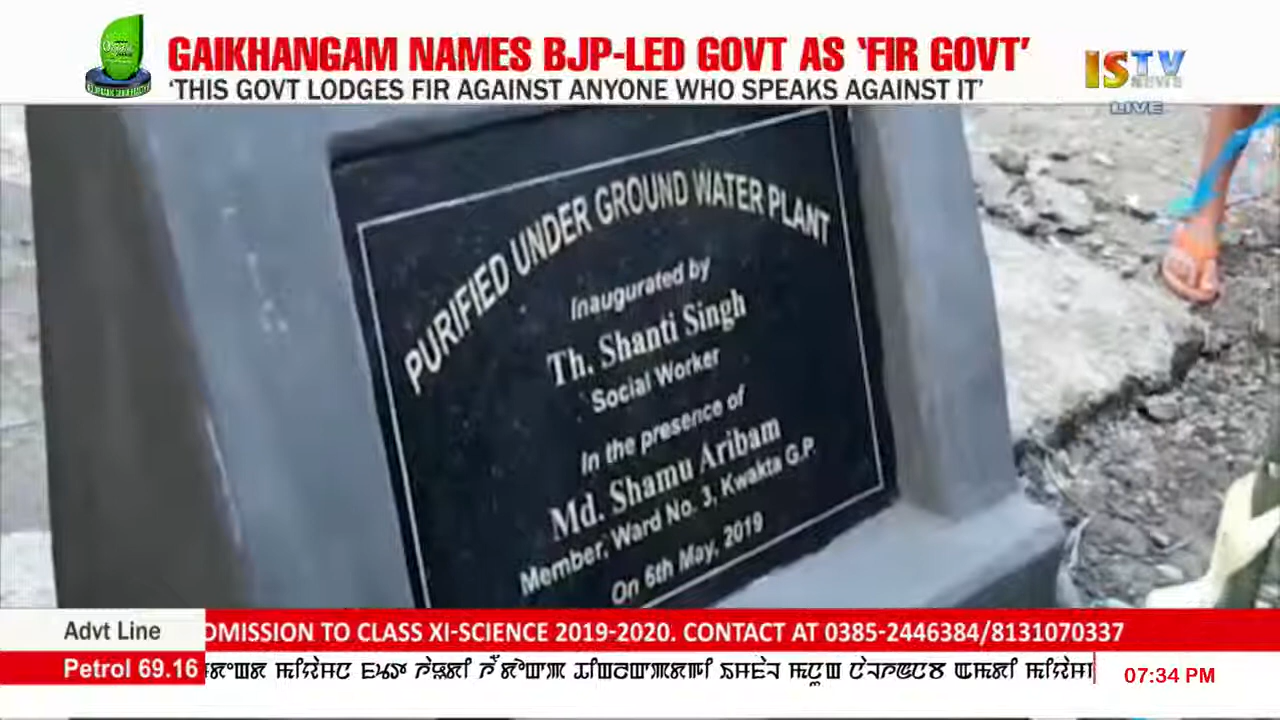 GAIKHANGAM NAMES BJP-LED GOVT AS 'FIR GOVT'
'THIS GOVT LODGES FIR AGAINST ANYONE WHO SPEAKS AGAINST IT'
ISTV
NEWS
LIVE
PURIFIED UNDER GROUND WATER PLANT
Inaugurated by
Th. Shanti Singh
Social Worker
In the presence of
Md. Shamu Aribam
Member, Ward No. 3, Kwakta G.P.
On 6th May, 2019
Advt Line
DMISSION TO CLASS XI-SCIENCE 2019-2020. CONTACT AT 0385-2446384/8131070337
Petrol 69.16
07:34 PM